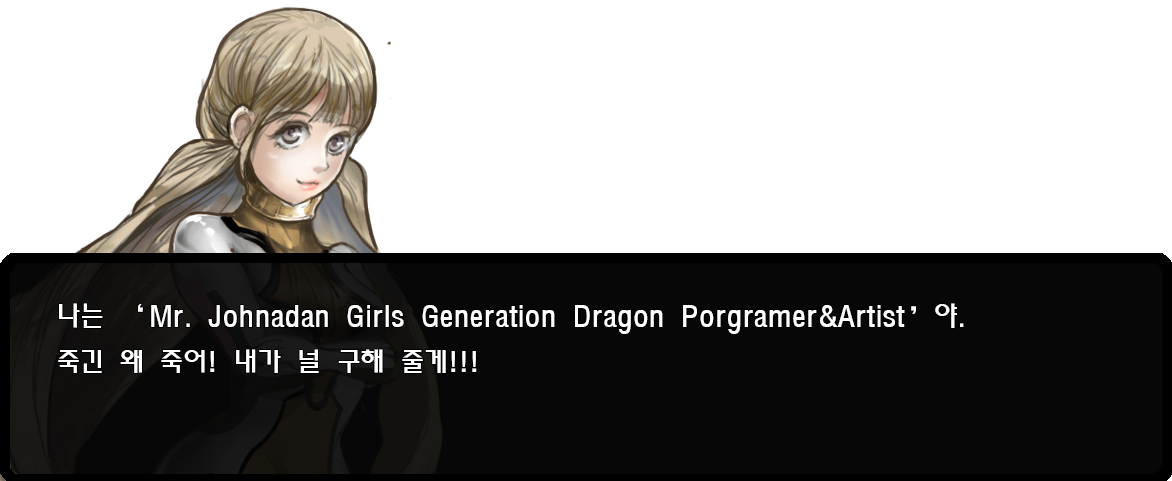 나는 ‘Mr. Johnadan Girls Generation Dragon Porgramer&Artist’ 야.
죽긴 왜 죽어! 내가 널 구해 줄게!!!